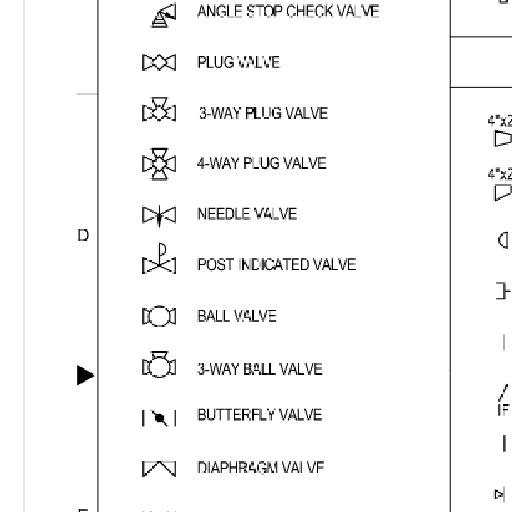 ANGLE STOP CHECK VALVE
PLUG VALVE
3-WAY PLUG VALVE
4-WAY PLUG VALVE
NEEDLE VALVE
D
POST INDICATED VALVE
BALL VALVE
3-WAY BALL VALVE
BUTTERFLY VALVE
DIAPHRAGM VALVE
4"x2
4"x2
IF